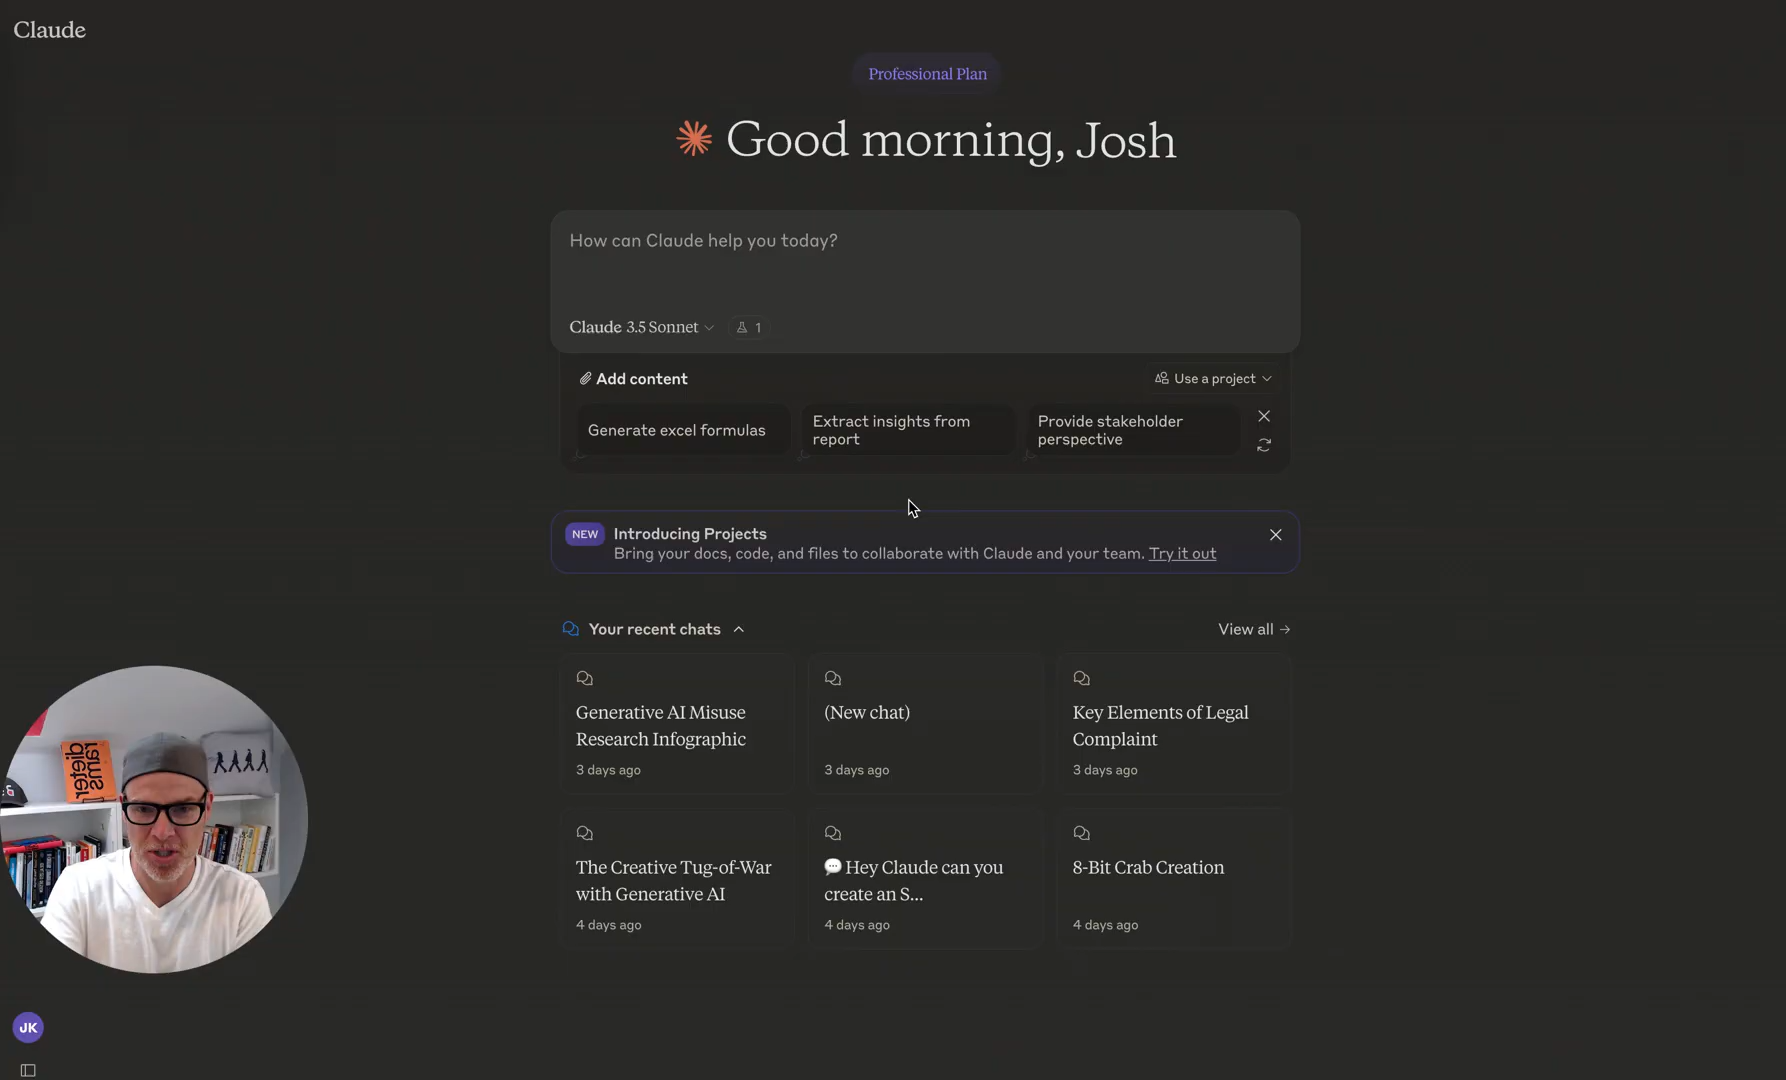 Claude
Professional Plan
Good morning, Josh
How can Claude help you today?
Claude 3.5 Sonnet
1
Add content
Use a project
Generate excel formulas
Extract insights from
report
Provide stakeholder
perspective
NEW
Introducing Projects
Bring your docs, code, and files to collaborate with Claude and your team. Try it out
Your recent chats
View all →
Generative AI Misuse
Research Infographic
3 days ago
(New chat)
3 days ago
Key Elements of Legal
Complaint
3 days ago
The Creative Tug-of-War
with Generative AI
4 days ago
💬 Hey Claude can you
create an S...
4 days ago
8-Bit Crab Creation
4 days ago
dieter
rams
JK